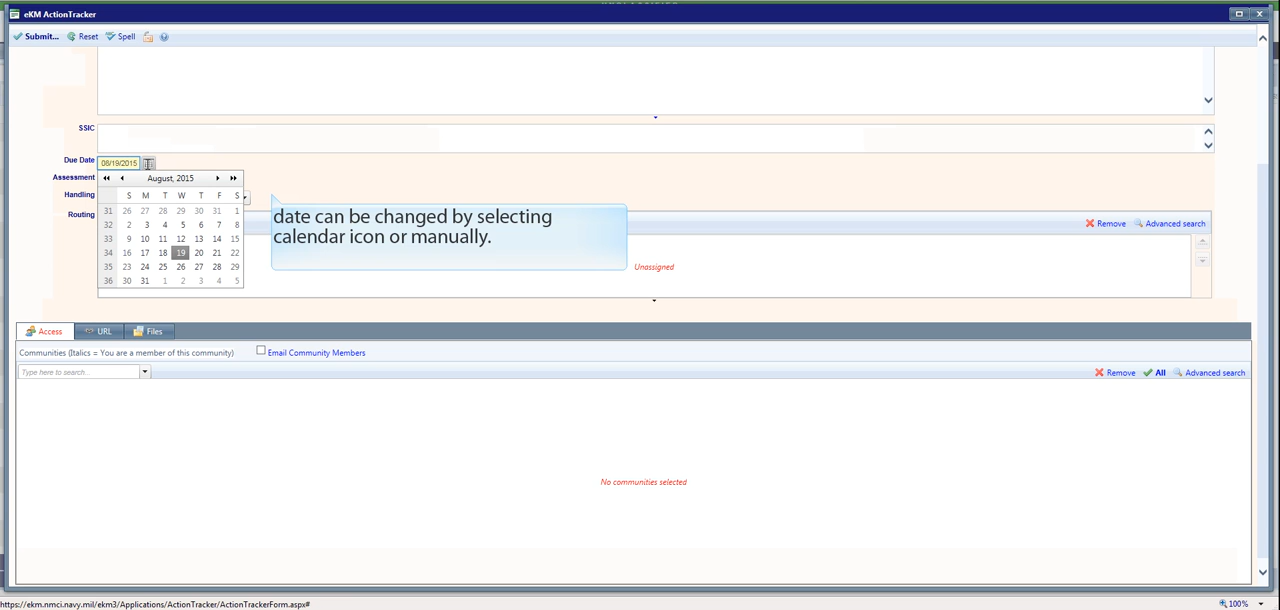 eKM ActionTracker
Submit... Reset Spell
SSIC
Due Date 08/19/2015
Assessment August, 2015
Handling S M T W T F S
Routing
31 26 27 28 29 30 31 1
32 2 3 4 5 6 7 8
33 9 10 11 12 13 14 15
34 16 17 18 19 20 21 22
35 23 24 25 26 27 28 29
36 30 31 1 2 3 4 5
date can be changed by selecting
calendar icon or manually.
Remove Advanced search
Unassigned
Access URL Files
Communities (Italics = You are a member of this community) Email Community Members
Type here to search... Remove All Advanced search
No communities selected
https://ekm.nmci.navy.mil/ekm3/Applications/ActionTracker/ActionTrackerForm.aspx# 100%